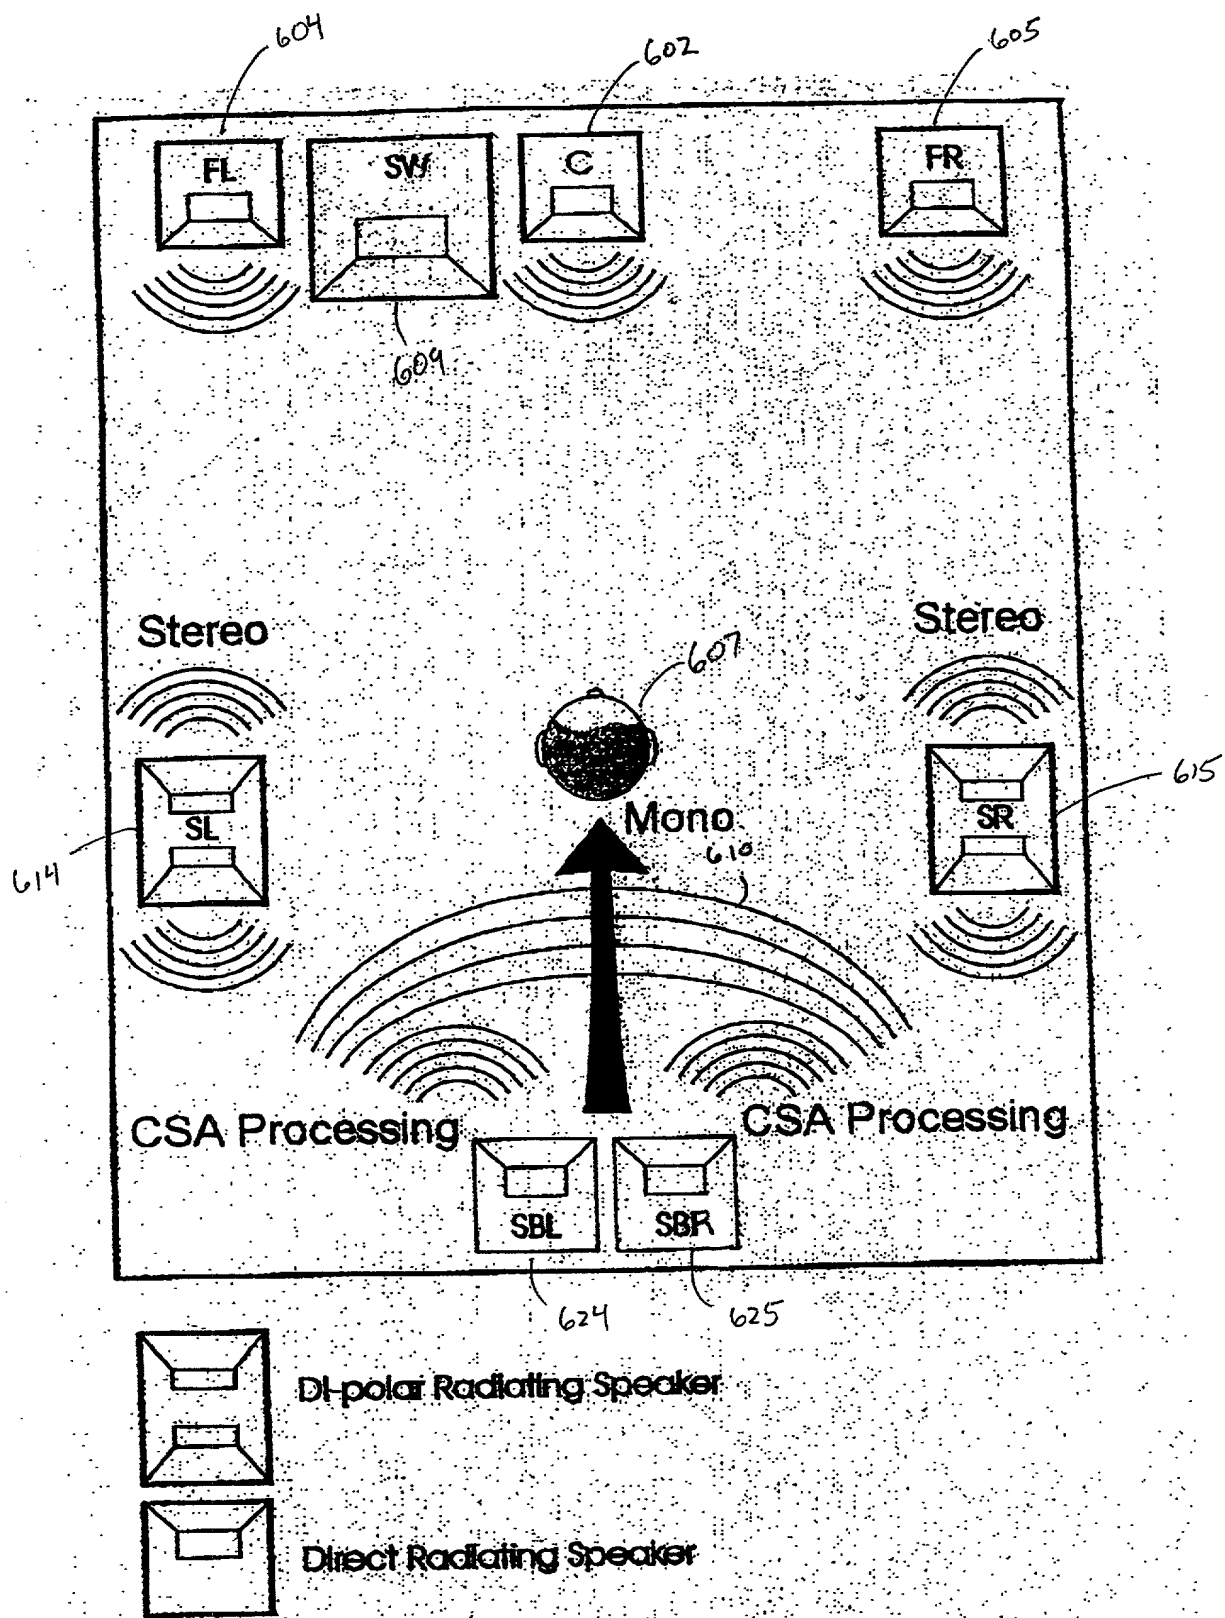 604
602
605
FL
SW
C
FR
609
Stereo
Stereo
607
615
SL
Mono
SR
610
614
CSA Processing
CSA Processing
SBL
SBR
624
625
Di-polar Radiating Speaker
Direct Radiating Speaker